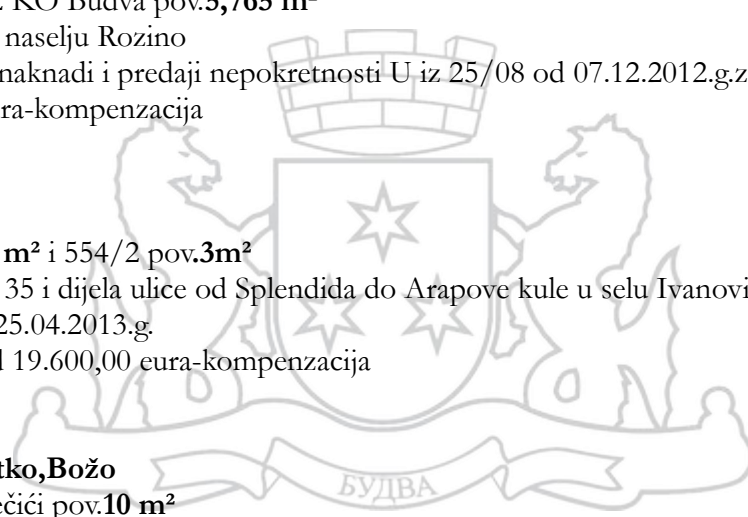 KO Budva pov.5,765 m²
naselju Rozino
naknadi i predaji nepokretnosti U iz 25/08 od 07.12.2012.g.z
ra-kompenzacija
m² i 554/2 pov.3m²
35 i dijela ulice od Splendida do Arapove kule u selu Ivanovi
25.04.2013.g.
19.600,00 eura-kompenzacija
tko,Božo
ečići pov.10 m²
БУДВА